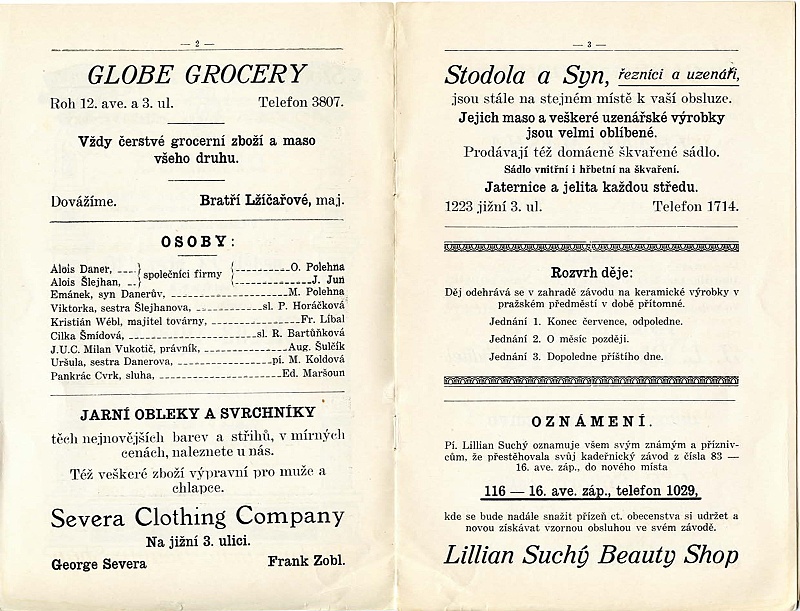 — 2 —
GLOBE GROCERY
Roh 12. ave. a 3. ul. Telefon 3807.
Vždy čerstvé grocerní zboží a maso
všeho druhu.
Dovážíme. Bratří Lžíčařové, maj.
OSOBY:
Alois Daner, ----} společníci firmy {----------O. Polehna
Alois Šlejhan, --} {--------------J. Jun
Emánek, syn Danerův, ---------------------M. Polehna
Viktorka, sestra Šlejhanova, ------------sl. P. Horáčková
Kristián Wébl, majitel továrny, ----------------Fr. Líbal
Cilka Šmídová, ------------------------sl. R. Bartůňková
J.U.C. Milan Vukotič, právník, ---------------Aug. Šulčík
Uršula, sestra Danerova, -----------------pí. M. Koldová
Pankrác Cvrk, sluha, ---------------------Ed. Maršoun
JARNÍ OBLEKY A SVRCHNÍKY
těch nejnovějších barev a střihů, v mírných
cenách, naleznete u nás.
Též veškeré zboží výpravní pro muže a
chlapce.
Severa Clothing Company
Na jižní 3. ulici.
George Severa Frank Zobl.
— 3 —
Stodola a Syn, řezníci a uzenáři,
jsou stále na stejném místě k vaší obsluze.
Jejich maso a veškeré uzenářské výrobky
jsou velmi oblíbené.
Prodávají též domácně škvařené sádlo.
Sádlo vnitřní i hřbetní na škvaření.
Jaternice a jelita každou středu.
1223 jižní 3. ul. Telefon 1714.
Rozvrh děje:
Děj odehrává se v zahradě závodu na keramické výrobky v
pražském předměstí v době přítomné.
Jednání 1. Konec července, odpoledne.
Jednání 2. O měsíc později.
Jednání 3. Dopoledne příštího dne.
OZNÁMENÍ.
Pí. Lillian Suchý oznamuje všem svým známým a přízniv-
cům, že přestěhovala svůj kadeřnický závod z čísla 83 —
16. ave. záp., do nového místa
116 — 16. ave. záp., telefon 1029,
kde se bude nadále snažit přízeň ct. obecenstva si udržet a
novou získávat vzornou obsluhou ve svém závodě.
Lillian Suchý Beauty Shop